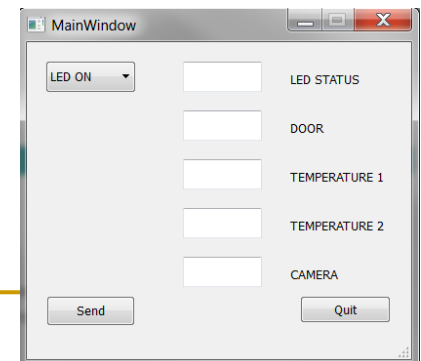 MainWindow
LED ON
LED STATUS
DOOR
TEMPERATURE 1
TEMPERATURE 2
CAMERA
Send
Quit